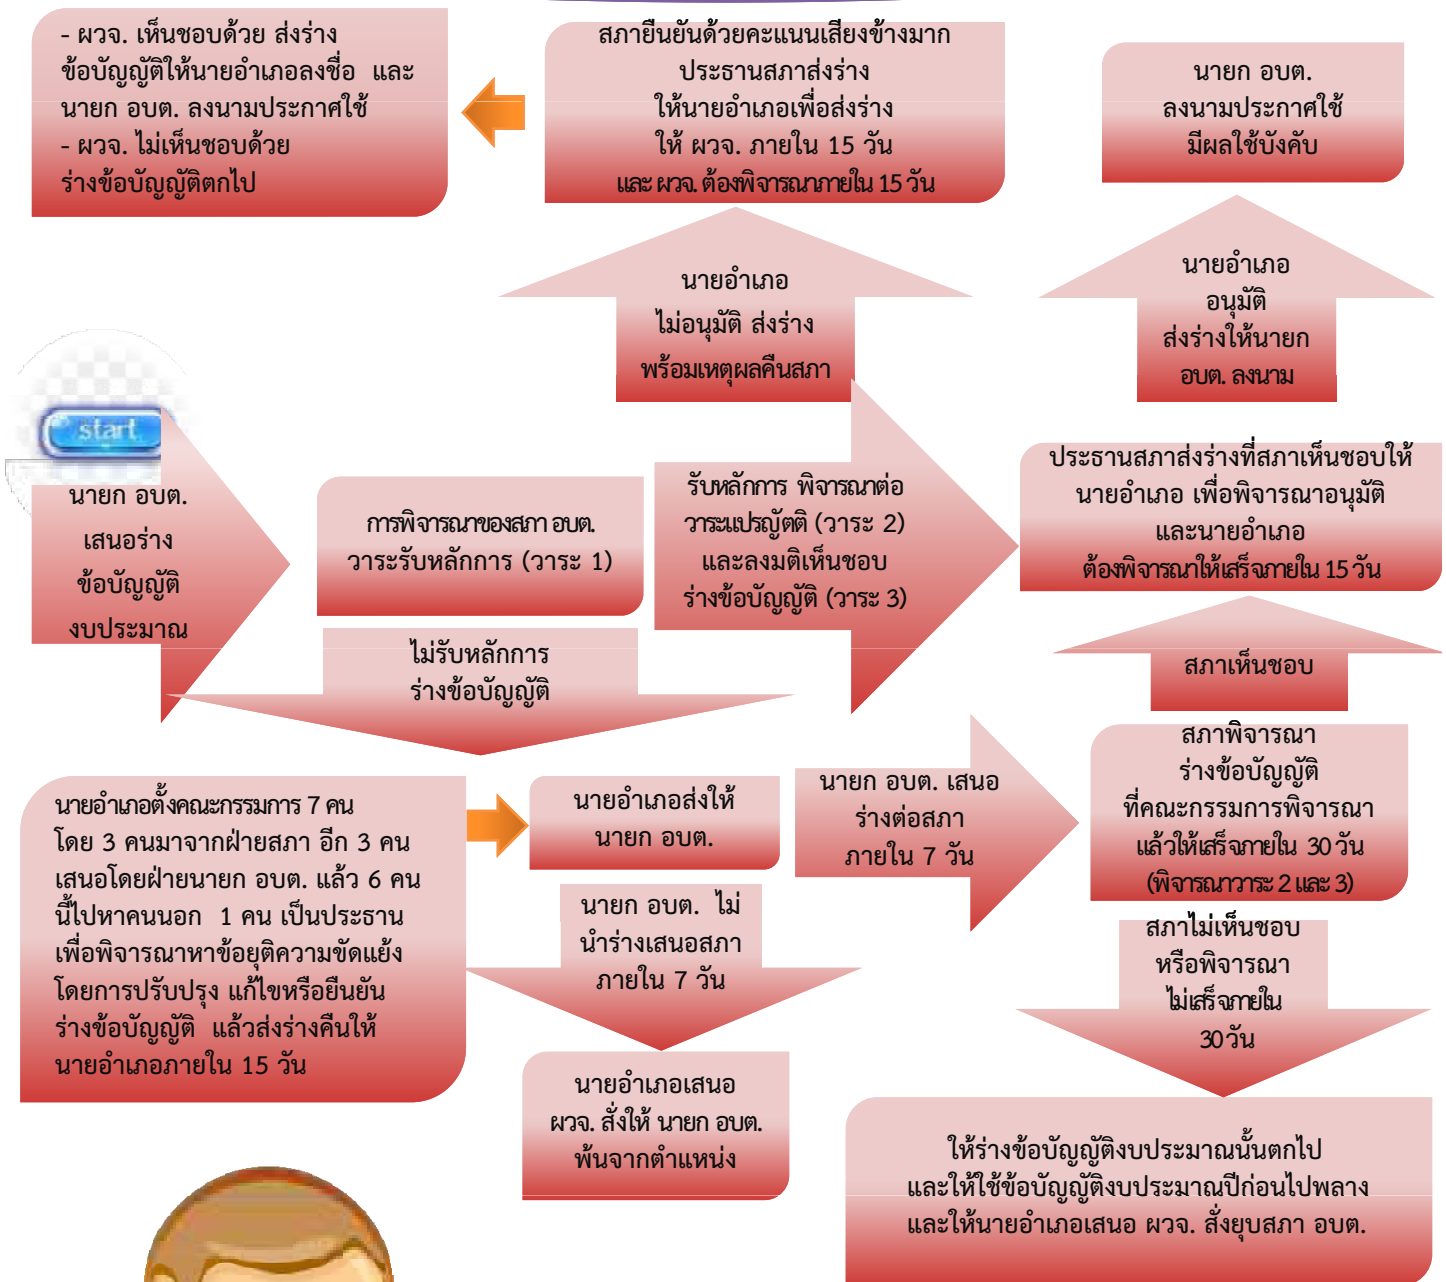 - ผวจ. เห็นชอบด้วย ส่งร่าง
ข้อบัญญัติให้นายอำเภอลงชื่อ และ
นายก อบต. ลงนามประกาศใช้
- ผวจ. ไม่เห็นชอบด้วย
ร่างข้อบัญญัติตกไป
สภายืนยันด้วยคะแนนเสียงข้างมาก
ประธานสภาส่งร่าง
ให้นายอำเภอเพื่อส่งร่าง
ให้ ผวจ. ภายใน 15 วัน
และ ผวจ. ต้องพิจารณาภายใน 15 วัน
นายก อบต.
ลงนามประกาศใช้
มีผลใช้บังคับ
นายอำเภอ
ไม่อนุมัติ ส่งร่าง
พร้อมเหตุผลคืนสภา
นายอำเภอ
อนุมัติ
ส่งร่างให้นายก
อบต. ลงนาม
start
นายก อบต.
เสนอร่าง
ข้อบัญญัติ
งบประมาณ
การพิจารณาของสภา อบต.
วาระรับหลักการ (วาระ 1)
รับหลักการ พิจารณาต่อ
วาระแปรญัตติ (วาระ 2)
และลงมติเห็นชอบ
ร่างข้อบัญญัติ (วาระ 3)
ประธานสภาส่งร่างที่สภาเห็นชอบให้
นายอำเภอ เพื่อพิจารณาอนุมัติ
และนายอำเภอ
ต้องพิจารณาให้เสร็จภายใน 15 วัน
ไม่รับหลักการ
ร่างข้อบัญญัติ
สภาเห็นชอบ
นายอำเภอตั้งคณะกรรมการ 7 คน
โดย 3 คนมาจากฝ่ายสภา อีก 3 คน
เสนอโดยฝ่ายนายก อบต. แล้ว 6 คน
นี้ไปหาคนนอก 1 คน เป็นประธาน
เพื่อพิจารณาหาข้อยุติความขัดแย้ง
โดยการปรับปรุง แก้ไขหรือยืนยัน
ร่างข้อบัญญัติ แล้วส่งร่างคืนให้
นายอำเภอภายใน 15 วัน
นายอำเภอส่งให้
นายก อบต.
นายก อบต. เสนอ
ร่างต่อสภา
ภายใน 7 วัน
สภาพิจารณา
ร่างข้อบัญญัติ
ที่คณะกรรมการพิจารณา
แล้วให้เสร็จภายใน 30 วัน
(พิจารณาวาระ 2 และ 3)
นายก อบต. ไม่
นำร่างเสนอสภา
ภายใน 7 วัน
สภาไม่เห็นชอบ
หรือพิจารณา
ไม่เสร็จภายใน
30 วัน
นายอำเภอเสนอ
ผวจ. สั่งให้ นายก อบต.
พ้นจากตำแหน่ง
ให้ร่างข้อบัญญัติงบประมาณนั้นตกไป
และให้ใช้ข้อบัญญัติงบประมาณปีก่อนไปพลาง
และให้นายอำเภอเสนอ ผวจ. สั่งยุบสภา อบต.